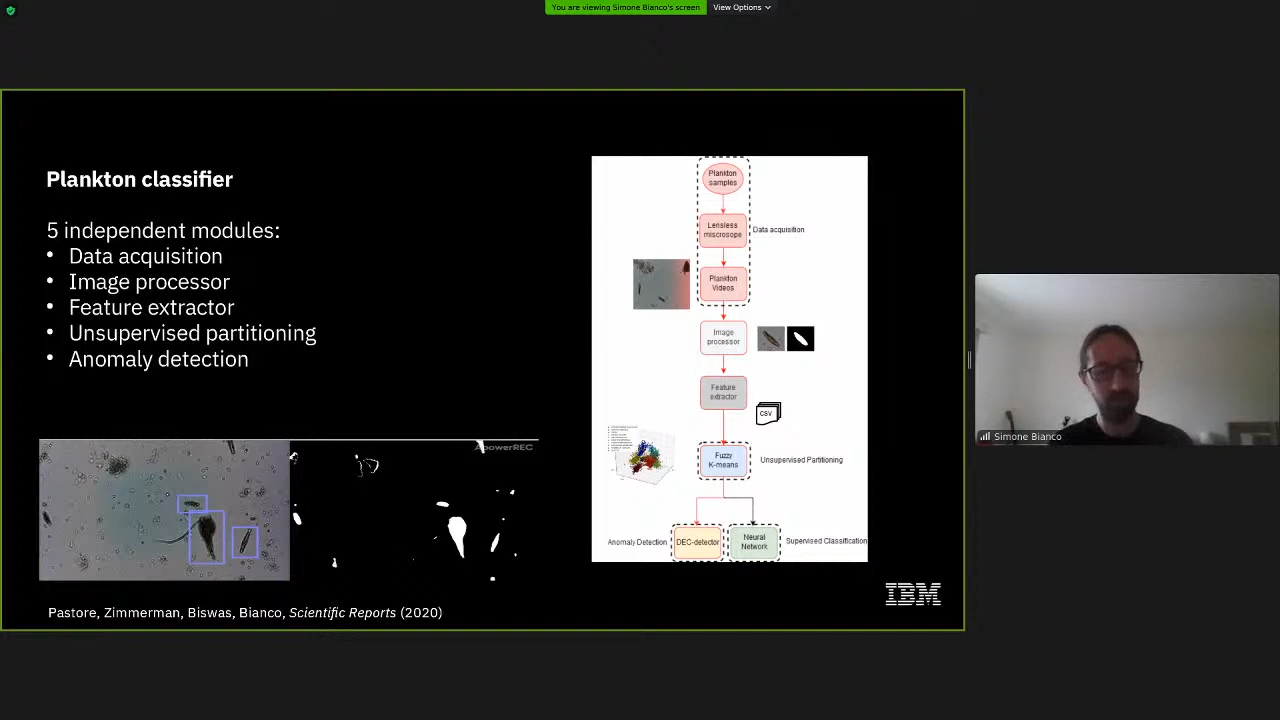 You are viewing Simone Bianco's screen
View Options
Plankton classifier
5 independent modules:
• Data acquisition
• Image processor
• Feature extractor
• Unsupervised partitioning
• Anomaly detection
ApowerREC
Pastore, Zimmerman, Biswas, Bianco, Scientific Reports (2020)
Plankton
samples
Lensless
miscrosope
Data acquisition
Plankton
Videos
Image
processor
Feature
extractor
CSV
Fuzzy
K-means
Unsupervised Partitioning
Anomaly Detection
DEC-detector
Neural
Network
Supervised Classification
IBM
Simone Bianco